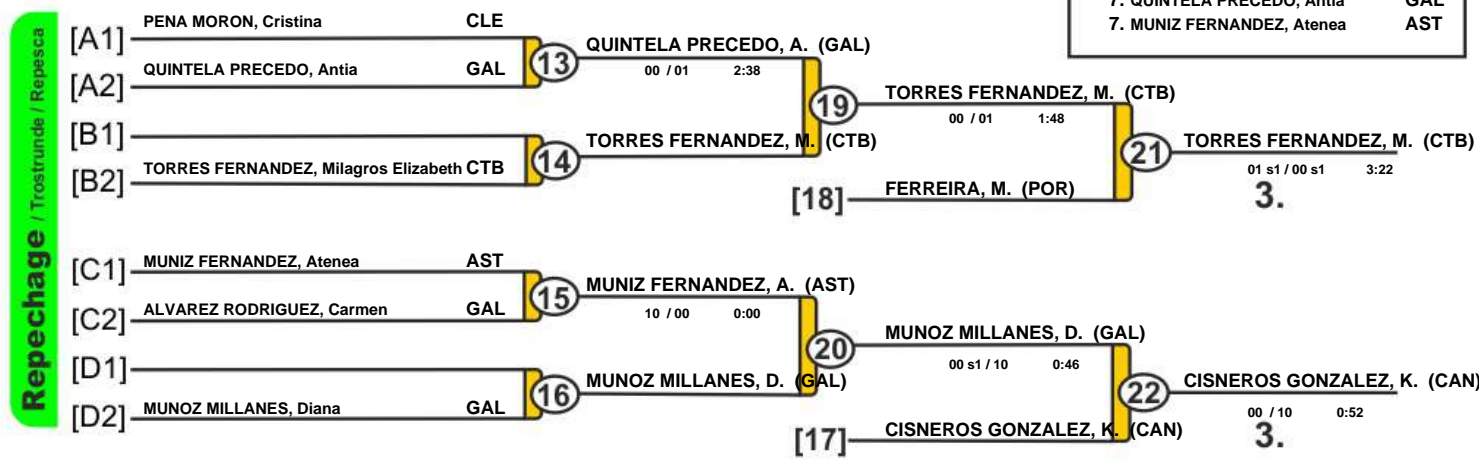 7. QUINTELA PRECEDO, Antia GAL
7. MUNIZ FERNANDEZ, Atenea AST
Repechage / Trostrunde / Repesca
[A1] PENA MORON, Cristina CLE
[A2] QUINTELA PRECEDO, Antia GAL
13
QUINTELA PRECEDO, A. (GAL)
00 / 01 2:38
[B1]
[B2] TORRES FERNANDEZ, Milagros Elizabeth CTB
14
TORRES FERNANDEZ, M. (CTB)
19
TORRES FERNANDEZ, M. (CTB)
00 / 01 1:48
[18] FERREIRA, M. (POR)
21
TORRES FERNANDEZ, M. (CTB)
01 s1 / 00 s1 3:22
3.
[C1] MUNIZ FERNANDEZ, Atenea AST
[C2] ALVAREZ RODRIGUEZ, Carmen GAL
15
MUNIZ FERNANDEZ, A. (AST)
10 / 00 0:00
[D1]
[D2] MUNOZ MILLANES, Diana GAL
16
MUNOZ MILLANES, D. (GAL)
20
MUNOZ MILLANES, D. (GAL)
00 s1 / 10 0:46
[17] CISNEROS GONZALEZ, K. (CAN)
22
CISNEROS GONZALEZ, K. (CAN)
00 / 10 0:52
3.